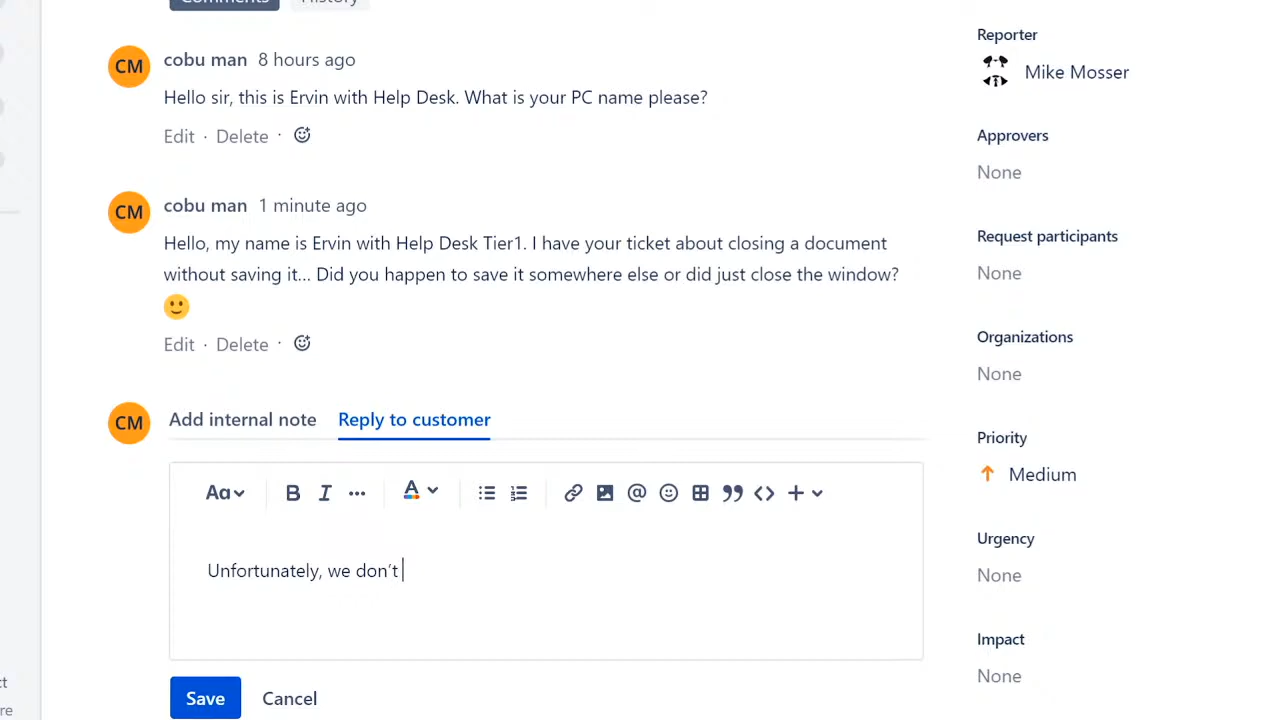 Comments History
CM cobu man 8 hours ago
Hello sir, this is Ervin with Help Desk. What is your PC name please?
Edit · Delete ·
CM cobu man 1 minute ago
Hello, my name is Ervin with Help Desk Tier1. I have your ticket about closing a document
without saving it... Did you happen to save it somewhere else or did just close the window?
🙂
Edit · Delete ·
CM Add internal note Reply to customer
Aa B I ... A @ + 
Unfortunately, we don’t
Save Cancel
Reporter
Mike Mosser
Approvers
None
Request participants
None
Organizations
None
Priority
Medium
Urgency
None
Impact
None